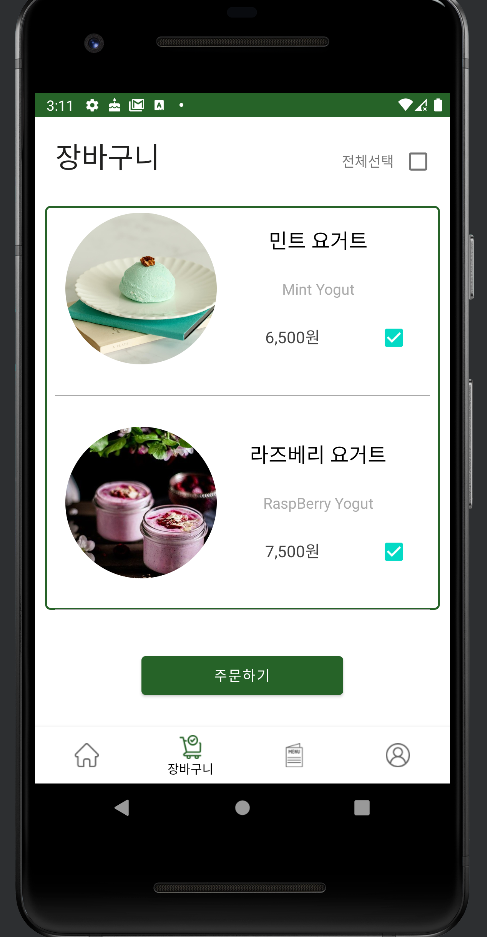 3:11
장바구니
전체선택
민트 요거트
Mint Yogut
6,500원
라즈베리 요거트
RaspBerry Yogut
7,500원
주문하기
MENU
장바구니